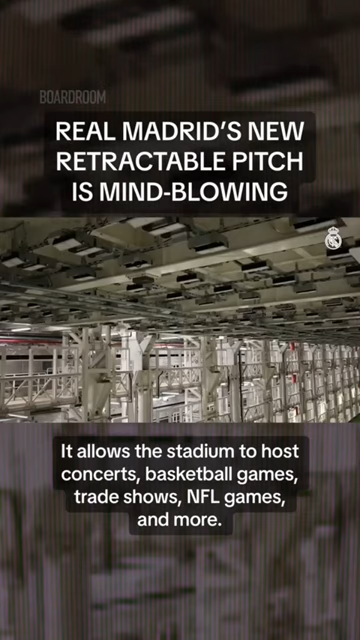 BOARDROOM
REAL MADRID'S NEW
RETRACTABLE PITCH
IS MIND-BLOWING
It allows the stadium to host
concerts, basketball games,
trade shows, NFL games,
and more.